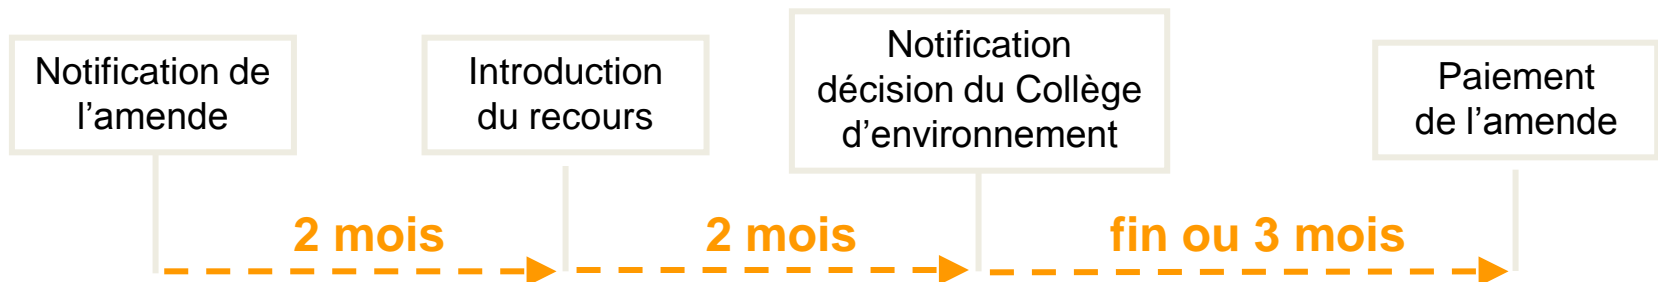 Notification de
l’amende
Introduction
du recours
Notification
décision du Collège
d’environnement
Paiement
de l’amende
2 mois
2 mois
fin ou 3 mois